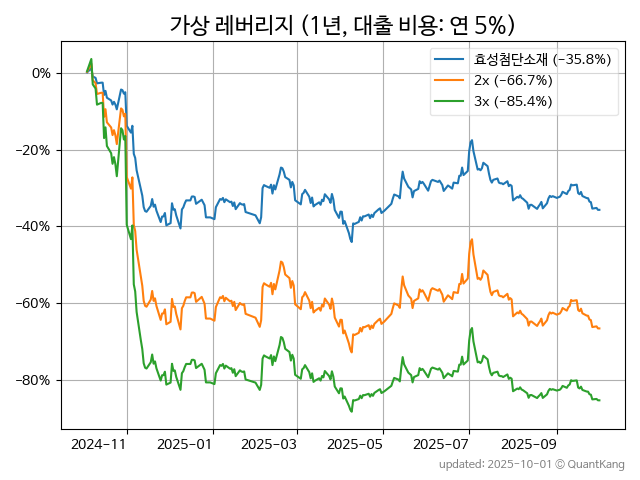 가상 레버리지 (1년, 대출 비용: 연 5%)
효성첨단소재 (−35.8%)
2x (−66.7%)
3x (−85.4%)
0%
−20%
−40%
−60%
−80%
2024-11
2025-01
2025-03
2025-05
2025-07
2025-09
updated: 2025-10-01 © QuantKang